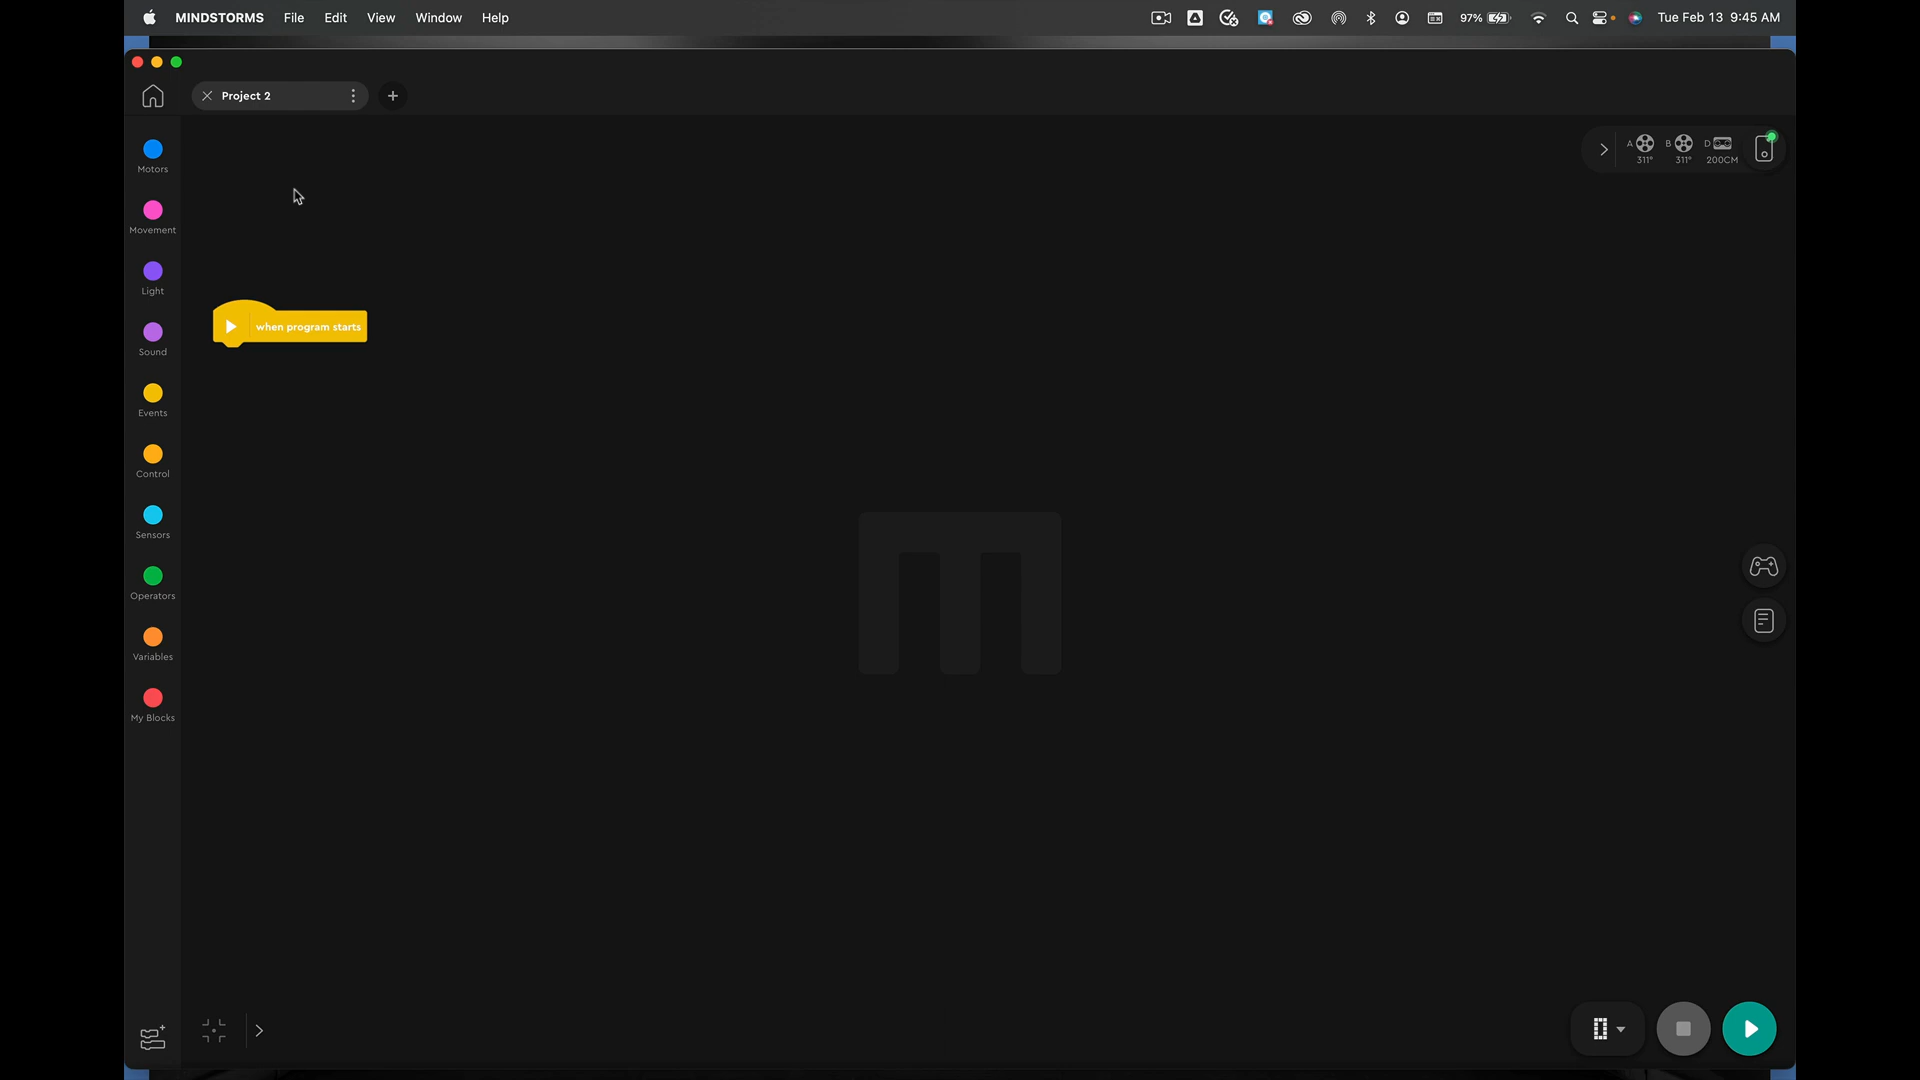 MINDSTORMS File Edit View Window Help 97% Tue Feb 13 9:45 AM
Project 2
A B D
311° 311° 200CM
Motors
Movement
Light
when program starts
Sound
Events
Control
Sensors
Operators
Variables
My Blocks